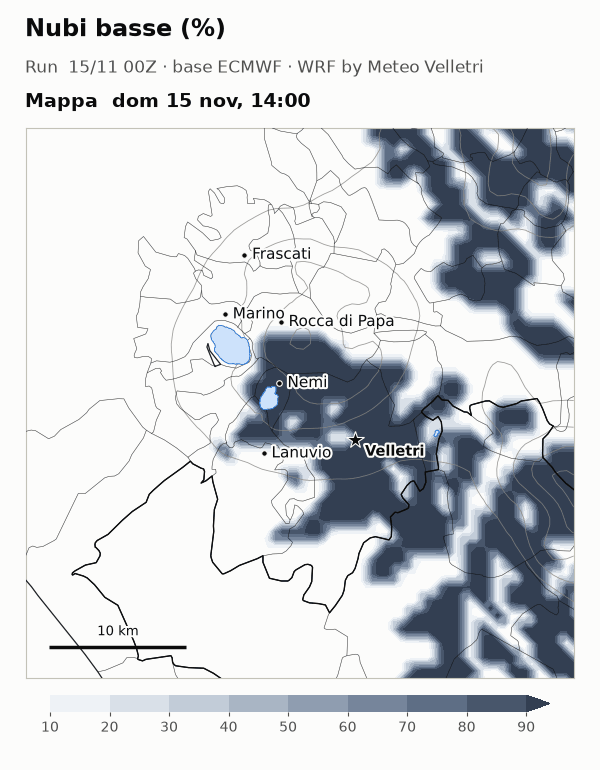 Nubi basse (%)
Run  15/11 00Z · base ECMWF · WRF by Meteo Velletri
Mappa  dom 15 nov, 14:00
Frascati
Marino
Rocca di Papa
Nemi
Velletri
Lanuvio
10 km
10 20 30 40 50 60 70 80 90